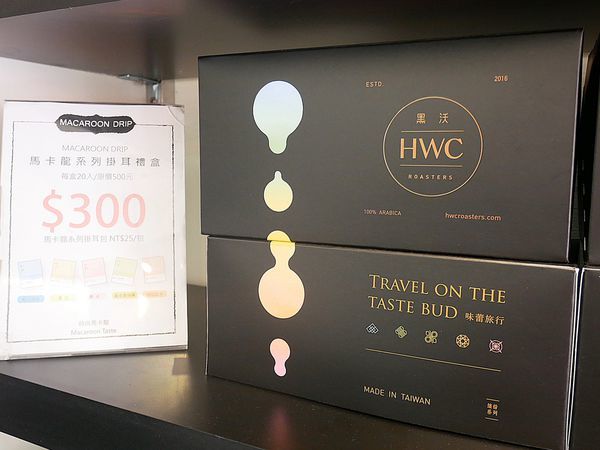 MACAROON DRIP
MACAROON DRIP
馬卡龍系列掛耳禮盒
每盒20入/原價500元
$300
馬卡龍系列掛耳包 NT$25/包
Macaroon Taste
ESTD.
2016
黑沃
HWC
ROASTERS
100% ARABICA
hwcroasters.com
TRAVEL ON THE
TASTE BUD 味蕾旅行
MADE IN TAIWAN